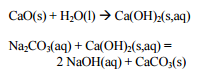 CaO(s) + H₂O(l) → Ca(OH)₂(s,aq)
Na₂CO₃(aq) + Ca(OH)₂(s,aq) =
2 NaOH(aq) + CaCO₃(s)